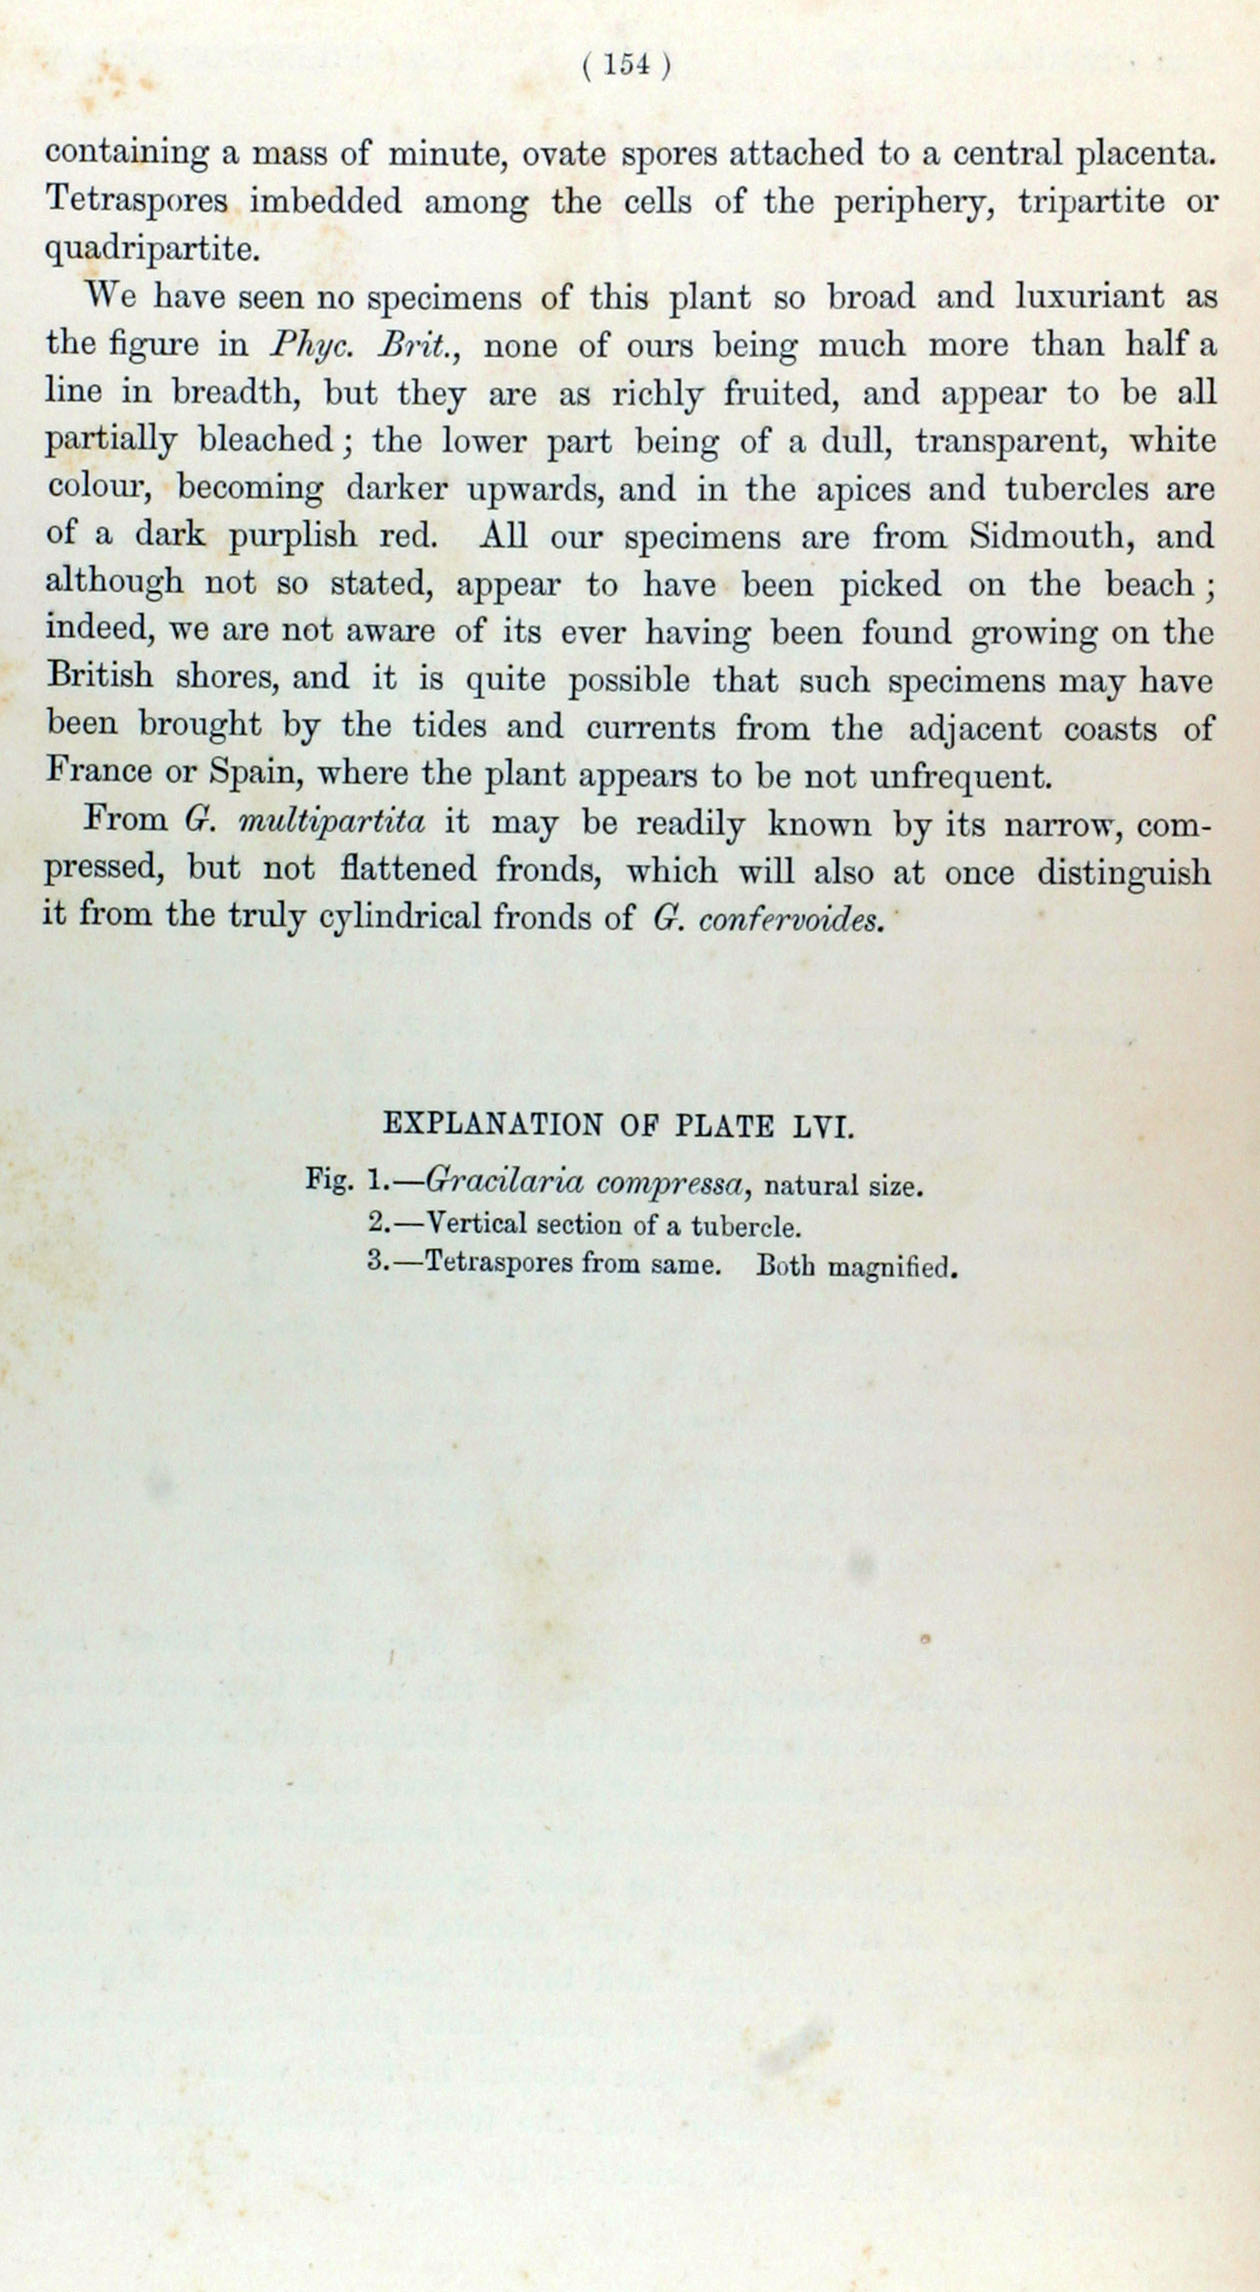 ( 154 )
containing a mass of minute, ovate spores attached to a central placenta.
Tetraspores imbedded among the cells of the periphery, tripartite or
quadripartite.
We have seen no specimens of this plant so broad and luxuriant as
the figure in Phyc. Brit., none of ours being much more than half a
line in breadth, but they are as richly fruited, and appear to be all
partially bleached ; the lower part being of a dull, transparent, white
colour, becoming darker upwards, and in the apices and tubercles are
of a dark purplish red. All our specimens are from Sidmouth, and
although not so stated, appear to have been picked on the beach ;
indeed, we are not aware of its ever having been found growing on the
British shores, and it is quite possible that such specimens may have
been brought by the tides and currents from the adjacent coasts of
France or Spain, where the plant appears to be not unfrequent.
From G. multipartita it may be readily known by its narrow, com-
pressed, but not flattened fronds, which will also at once distinguish
it from the truly cylindrical fronds of G. confervoides.
EXPLANATION OF PLATE LVI.
Fig. 1.—Gracilaria compressa, natural size.
2.—Vertical section of a tubercle.
3.—Tetraspores from same. Both magnified.